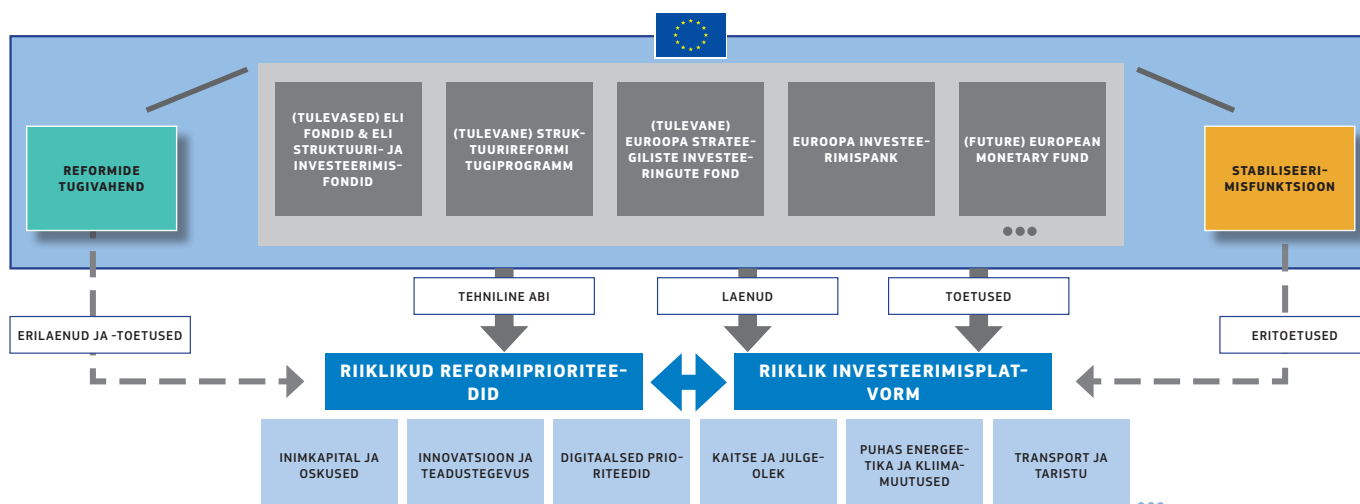 (TULEVASED) ELI
FONDID & ELI
STRUKTUURI- JA
INVESTEERIMIS-
FONDID
(TULEVANE) STRUK-
TUURIREFORMI
TUGIPROGRAMM
(TULEVANE)
EUROOPA STRATEE-
GILISTE INVESTEE-
RINGUTE FOND
EUROOPA INVESTEE-
RIMISPANK
(FUTURE) EUROPEAN
MONETARY FUND
REFORMIDE
TUGIVAHEND
STABILISEERI-
MISFUNKTSIOON
TEHNILINE ABI
LAENUD
TOETUSED
ERILAENUD JA -TOETUSED
ERITOETUSED
RIIKLIKUD REFORMIPRIORITEE-
DID
RIIKLIK INVESTEERIMISPLAT-
VORM
INIMKAPITAL JA
OSKUSED
INNOVATSIOON JA
TEADUSTEGEVUS
DIGITAALSED PRIO-
RITEEDID
KAITSE JA JULGE-
OLEK
PUHAS ENERGEE-
TIKA JA KLIIMA-
MUUTUSED
TRANSPORT JA
TARISTU